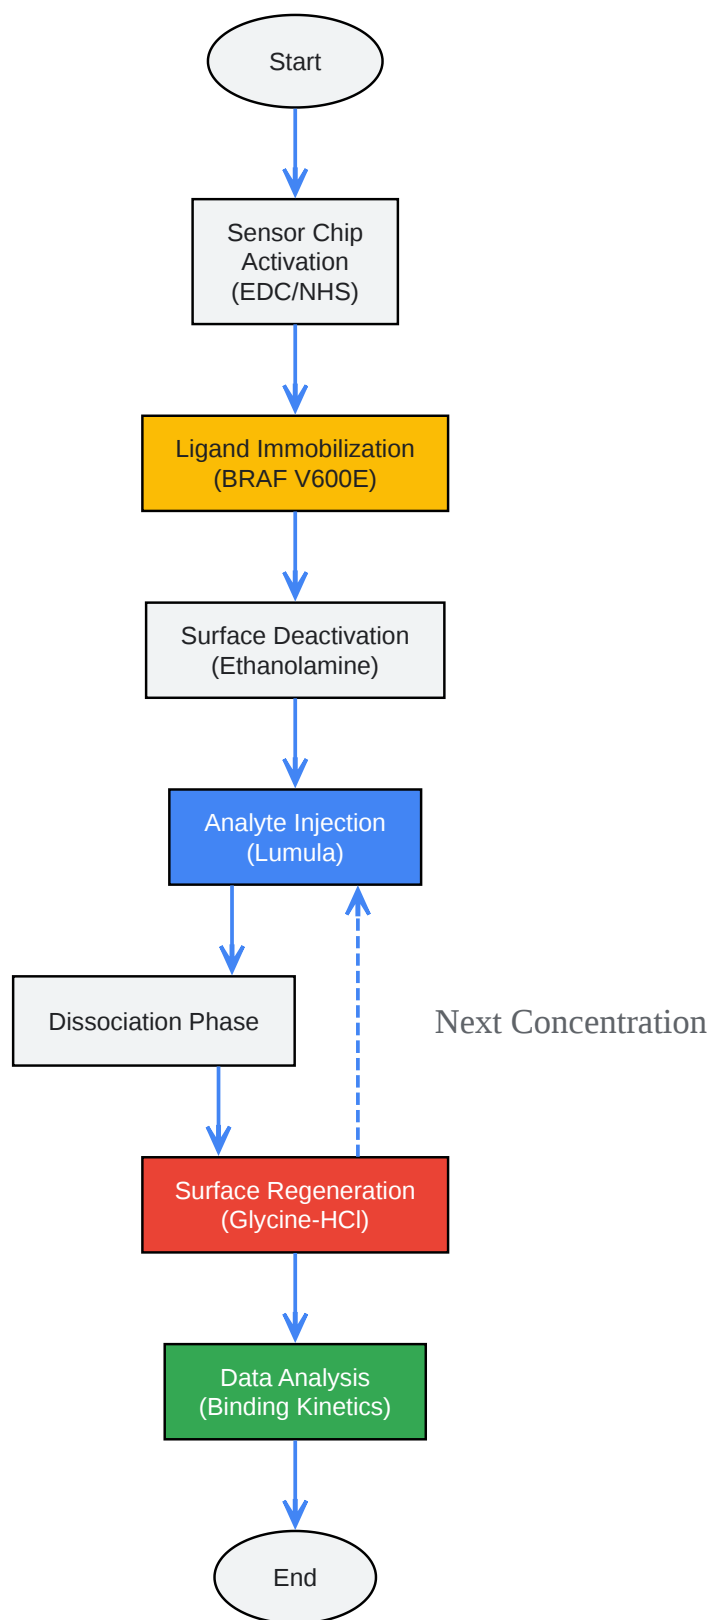 Start
Sensor Chip
Activation
(EDC/NHS)
Ligand Immobilization
(BRAF V600E)
Surface Deactivation
(Ethanolamine)
Analyte Injection
(Lumula)
Dissociation Phase
Next Concentration
Surface Regeneration
(Glycine-HCl)
Data Analysis
(Binding Kinetics)
End